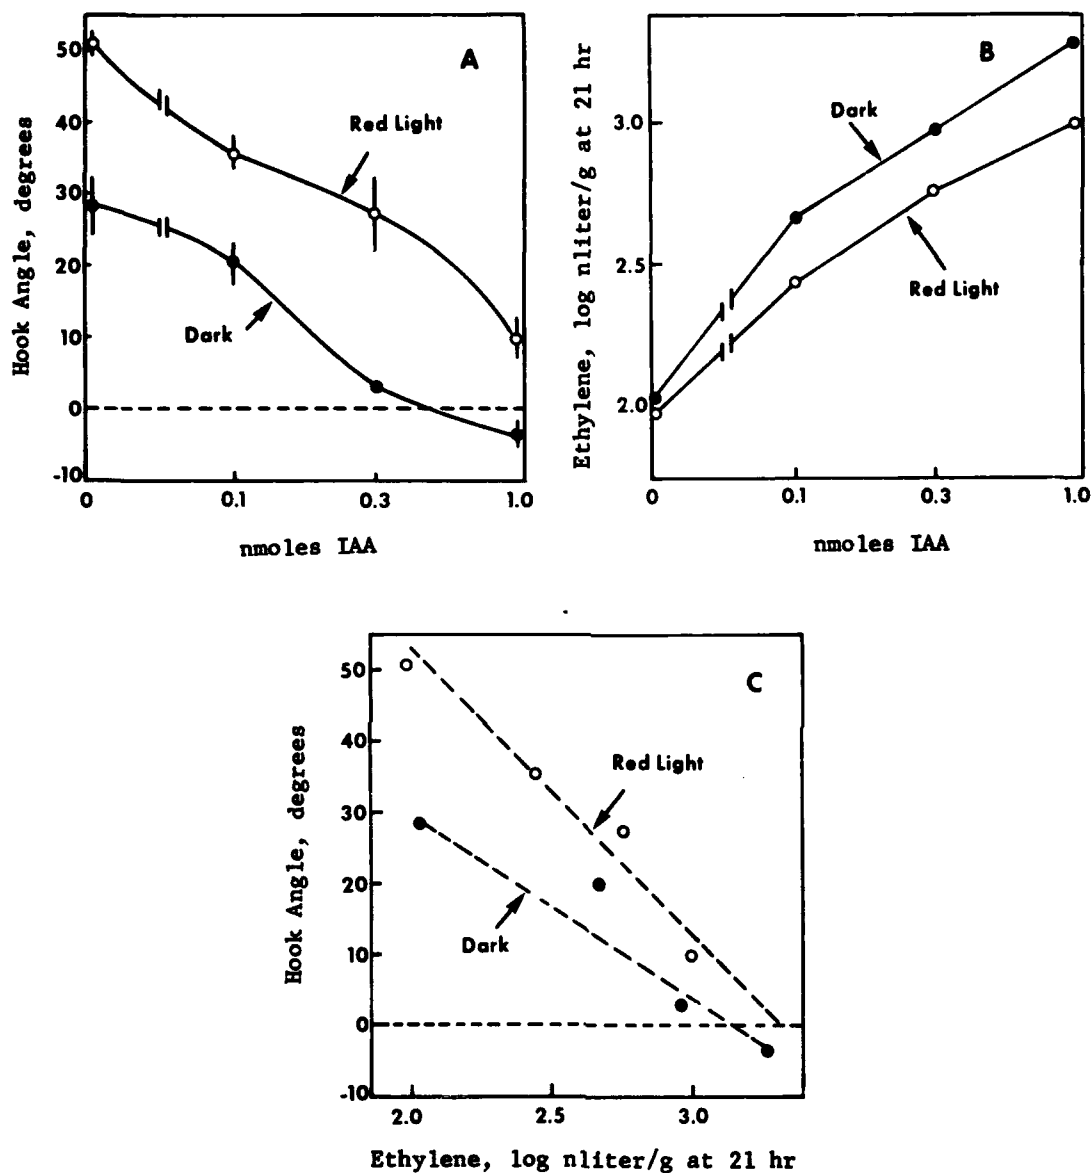 A
Hook Angle, degrees
50
40
30
20
10
0
-10
Red Light
Dark
0 0.1 0.3 1.0
nmoles IAA
B
Ethylene, log nliter/g at 21 hr
3.0
2.5
2.0
Dark
Red Light
0 0.1 0.3 1.0
nmoles IAA
C
Hook Angle, degrees
50
40
30
20
10
0
-10
Red Light
Dark
2.0 2.5 3.0
Ethylene, log nliter/g at 21 hr